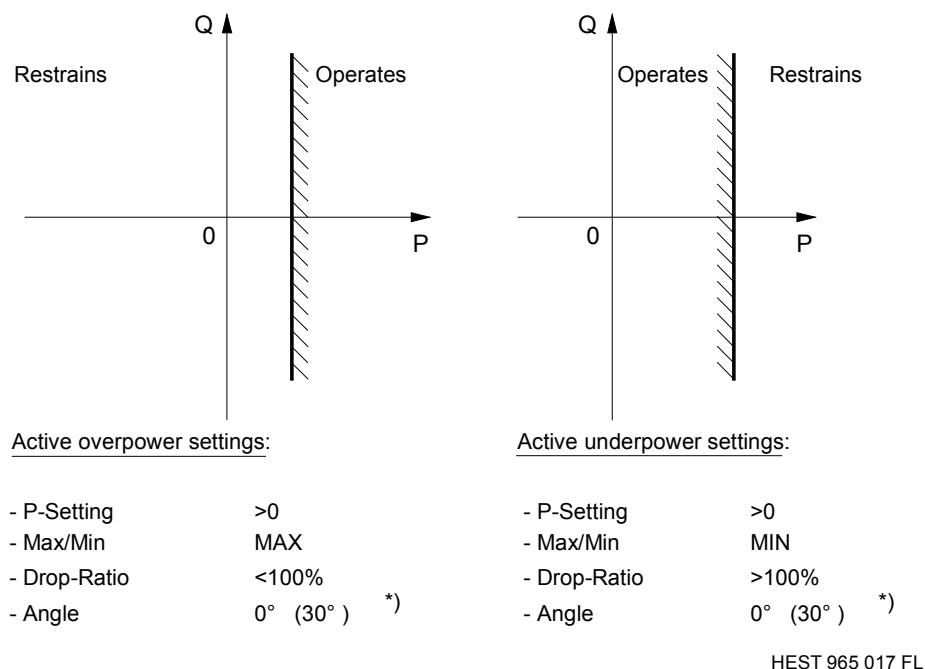 Q
Restrains
Operates
0
P
Active overpower settings:
- P-Setting >0
- Max/Min MAX
- Drop-Ratio <100%
- Angle 0° (30° ) *)
Q
Operates
Restrains
0
P
Active underpower settings:
- P-Setting >0
- Max/Min MIN
- Drop-Ratio >100%
- Angle 0° (30° ) *)
HEST 965 017 FL